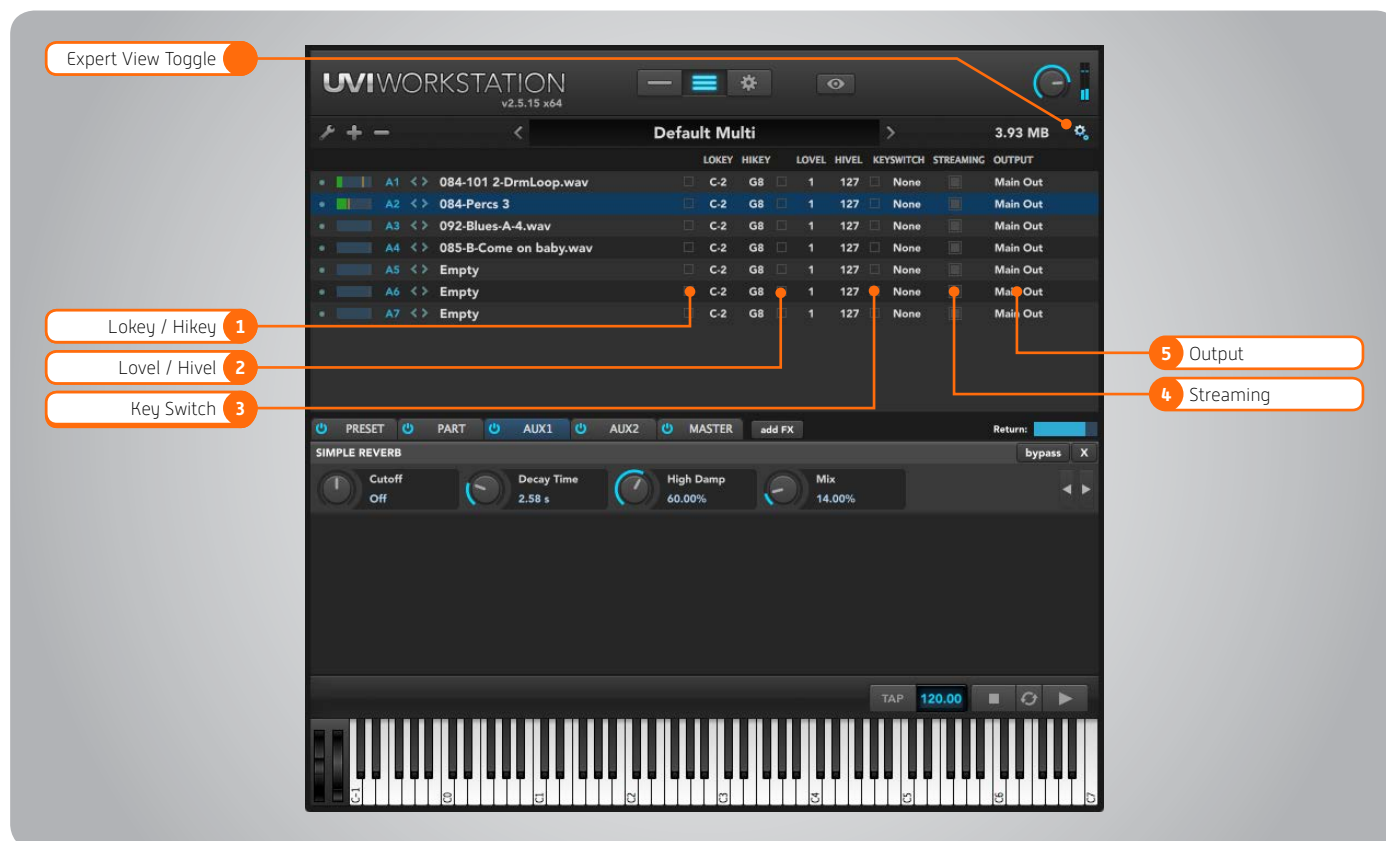 Expert View Toggle
UVIWORKSTATION
v2.5.15 x64
Default Multi
3.93 MB
LOKEY HIKEY LOVEL HIVEL KEYSWITCH STREAMING OUTPUT
A1 <> 084-101 2-DrmLoop.wav C-2 G8 1 127 None Main Out
A2 <> 084-Percs 3 C-2 G8 1 127 None Main Out
A3 <> 092-Blues-A-4.wav C-2 G8 1 127 None Main Out
A4 <> 085-B-Come on baby.wav C-2 G8 1 127 None Main Out
A5 <> Empty C-2 G8 1 127 None Main Out
A6 <> Empty C-2 G8 1 127 None Main Out
A7 <> Empty C-2 G8 1 127 None Main Out
Lokey / Hikey 1
Lovel / Hivel 2
Key Switch 3
5 Output
4 Streaming
PRESET PART AUX1 AUX2 MASTER add FX Return:
SIMPLE REVERB bypass X
Cutoff Decay Time High Damp Mix
Off 2.58 s 60.00% 14.00%
TAP 120.00
C-1 C0 C1 C2 C3 C4 C5 C6 C7